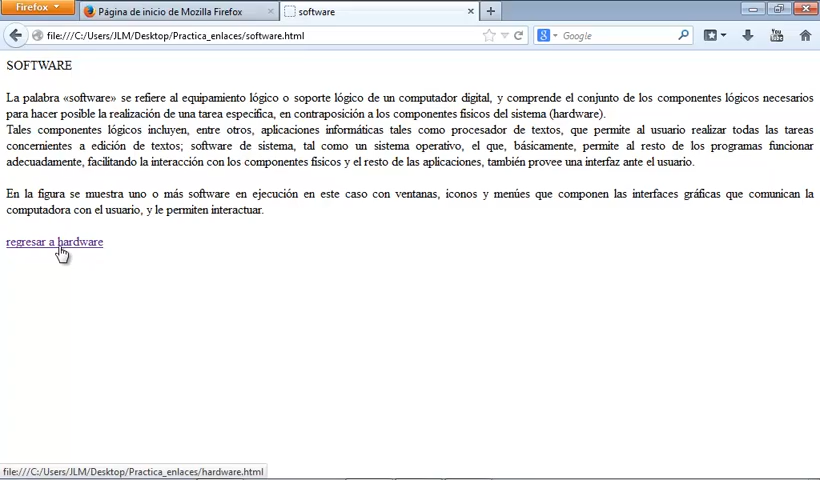 Firefox
Página de inicio de Mozilla Firefox
software
file:///C:/Users/JLM/Desktop/Practica_enlaces/software.html
Google
SOFTWARE
La palabra «software» se refiere al equipamiento lógico o soporte lógico de un computador digital, y comprende el conjunto de los componentes lógicos necesarios
para hacer posible la realización de una tarea específica, en contraposición a los componentes físicos del sistema (hardware).
Tales componentes lógicos incluyen, entre otros, aplicaciones informáticas tales como procesador de textos, que permite al usuario realizar todas las tareas
concernientes a edición de textos; software de sistema, tal como un sistema operativo, el que, básicamente, permite al resto de los programas funcionar
adecuadamente, facilitando la interacción con los componentes físicos y el resto de las aplicaciones, también provee una interfaz ante el usuario.
En la figura se muestra uno o más software en ejecución en este caso con ventanas, iconos y menúes que componen las interfaces gráficas que comunican la
computadora con el usuario, y le permiten interactuar.
regresar a hardware
file:///C:/Users/JLM/Desktop/Practica_enlaces/hardware.html